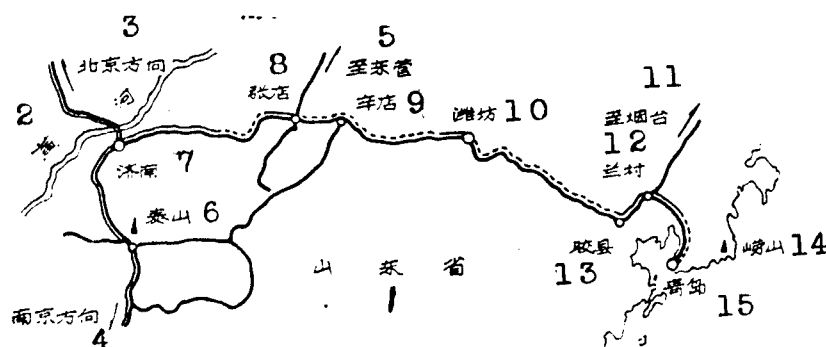 3
北京方向
5
至东营
8
张店
辛店 9
潍坊 10
11
至烟台
12
兰村
2
黄河
济南 7
泰山 6
胶县
13
崂山 14
青岛
15
山东省
1
南京方向
4